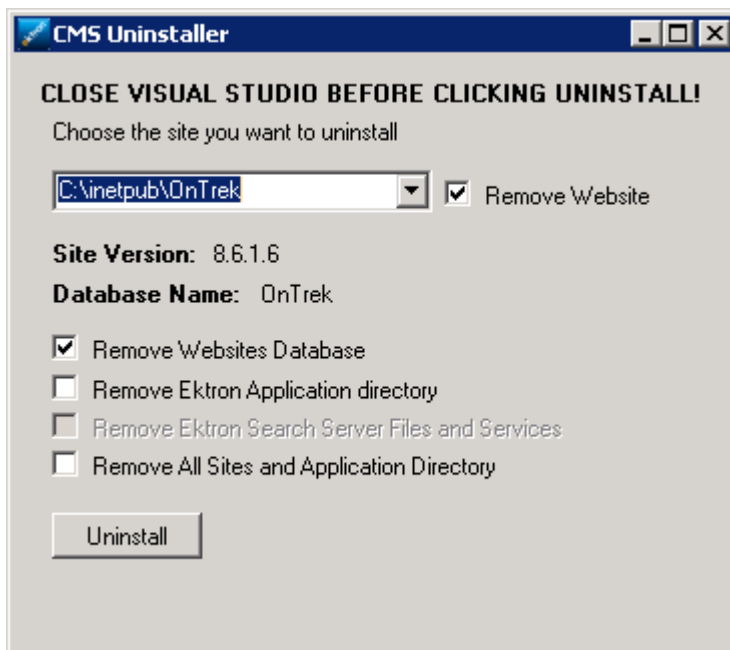 CMS Uninstaller
CLOSE VISUAL STUDIO BEFORE CLICKING UNINSTALL!
Choose the site you want to uninstall
C:\inetpub\OnTrek
Remove Website
Site Version: 8.6.1.6
Database Name: OnTrek
Remove Websites Database
Remove Ektron Application directory
Remove Ektron Search Server Files and Services
Remove All Sites and Application Directory
Uninstall